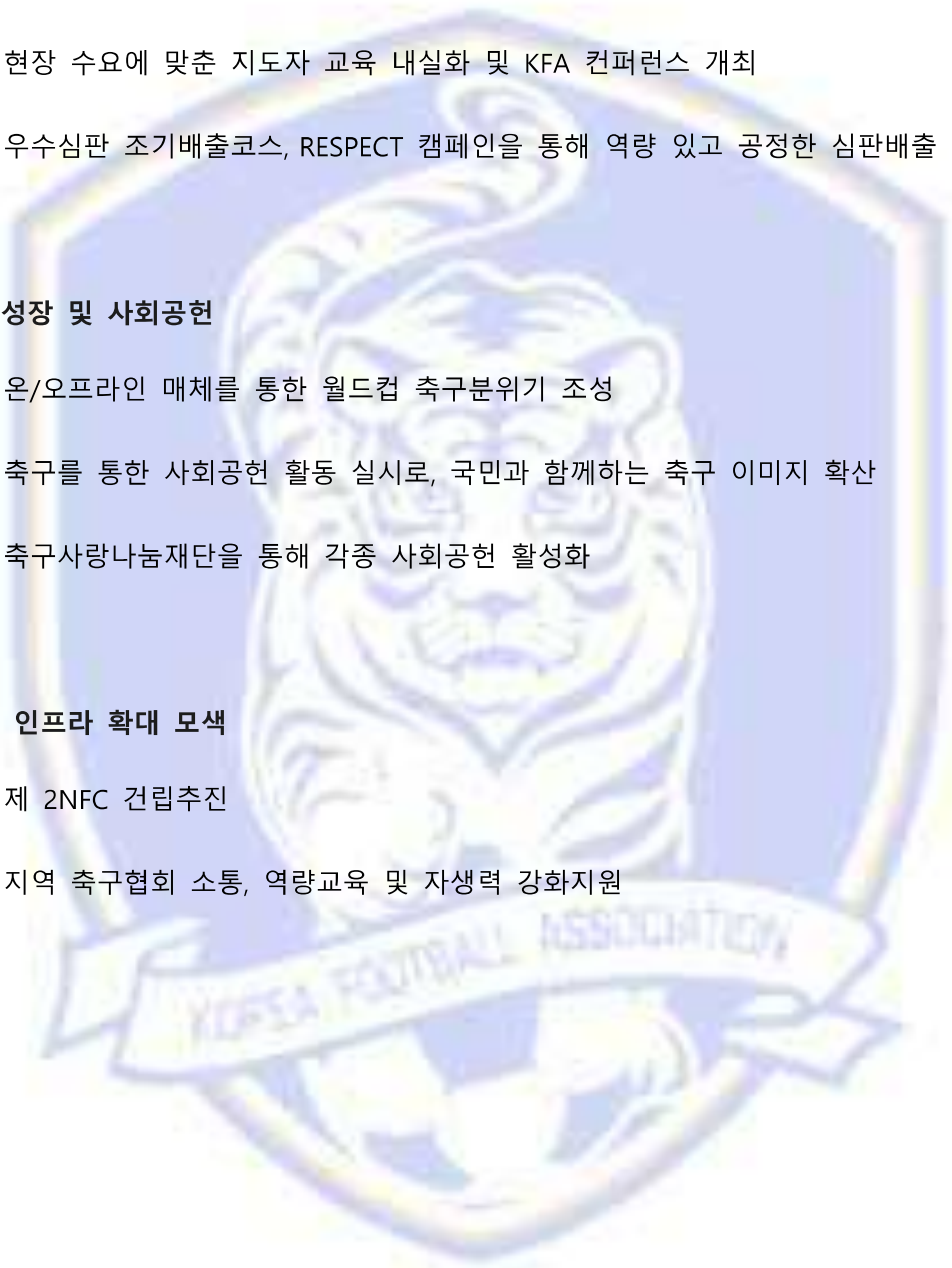 현장 수요에 맞춘 지도자 교육 내실화 및 KFA 컨퍼런스 개최
우수심판 조기배출코스, RESPECT 캠페인을 통해 역량 있고 공정한 심판배출
성장 및 사회공헌
온/오프라인 매체를 통한 월드컵 축구분위기 조성
축구를 통한 사회공헌 활동 실시로, 국민과 함께하는 축구 이미지 확산
축구사랑나눔재단을 통해 각종 사회공헌 활성화
인프라 확대 모색
제 2NFC 건립추진
지역 축구협회 소통, 역량교육 및 자생력 강화지원
KOREA FOOTBALL ASSOCIATION